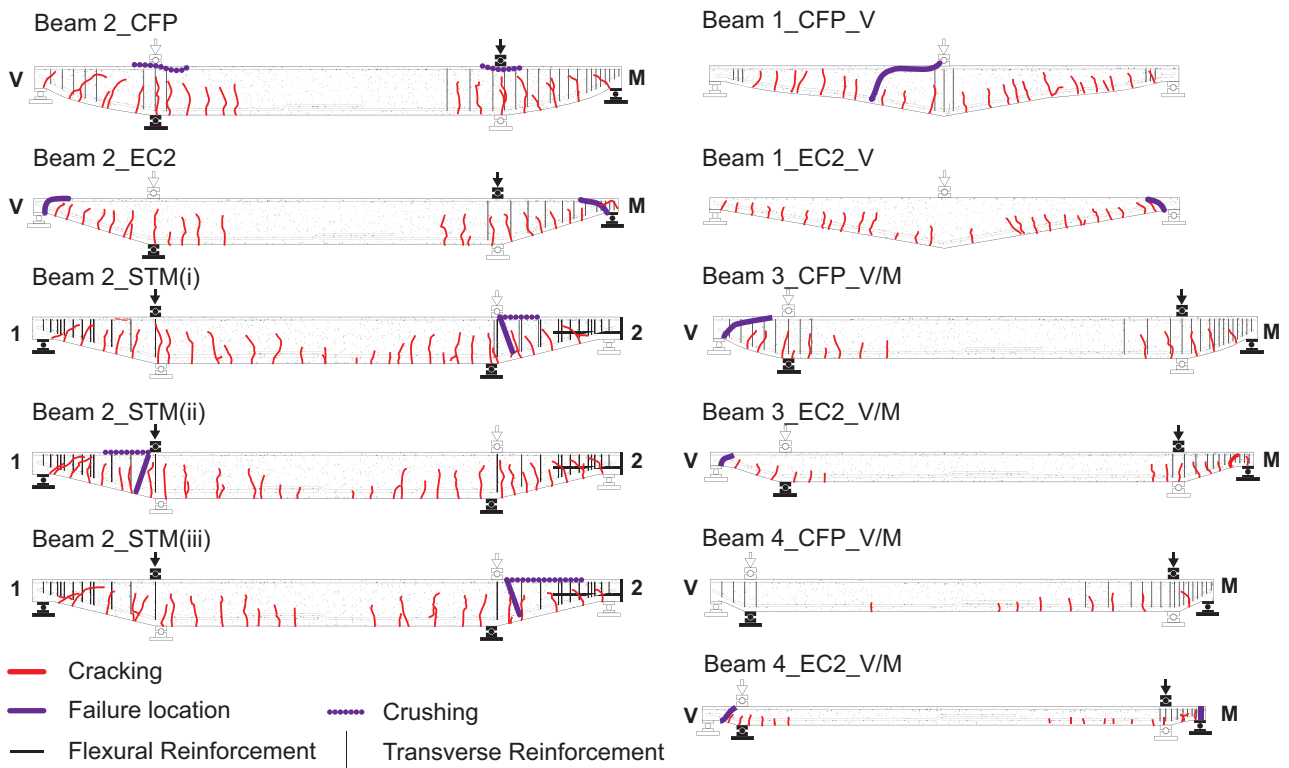 Beam 2_CFP
V
M
Beam 2_EC2
V
M
Beam 2_STM(i)
1
2
Beam 2_STM(ii)
1
2
Beam 2_STM(iii)
1
2
Cracking
Failure location
Crushing
Flexural Reinforcement
Transverse Reinforcement
Beam 1_CFP_V
Beam 1_EC2_V
Beam 3_CFP_V/M
V
M
Beam 3_EC2_V/M
V
M
Beam 4_CFP_V/M
V
M
Beam 4_EC2_V/M
V
M